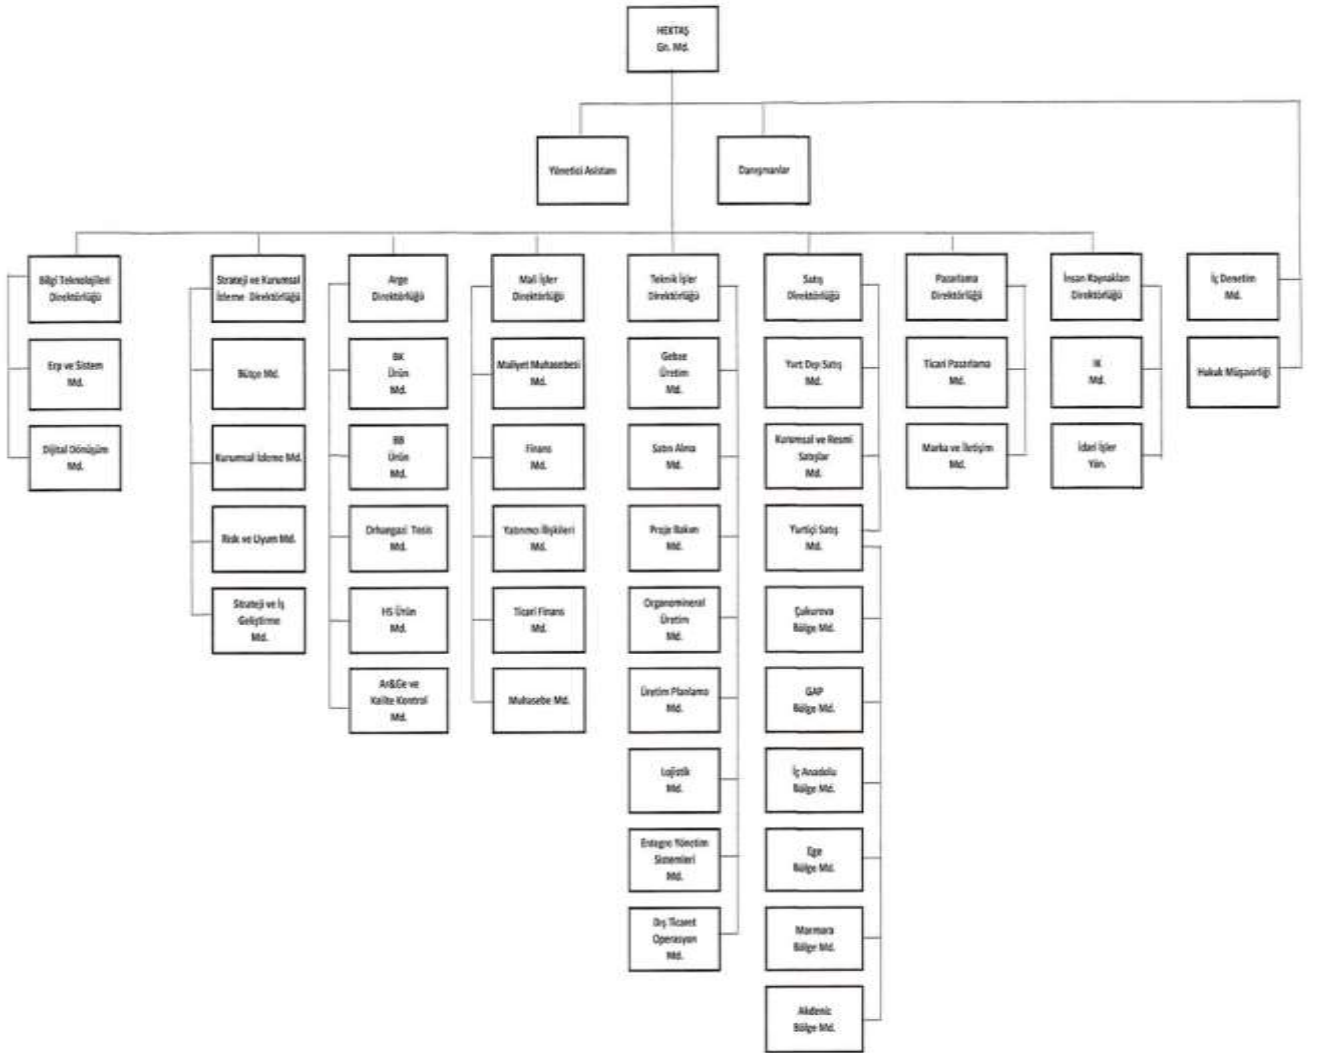 HEKTAŞ
Gn. Md.
Yönetici Asistanı
Danışmanlar
Bilgi Teknolojileri
Direktörlüğü
Strateji ve Kurumsal
İzleme Direktörlüğü
Arge
Direktörlüğü
Mali İşler
Direktörlüğü
Teknik İşler
Direktörlüğü
Satış
Direktörlüğü
Pazarlama
Direktörlüğü
İnsan Kaynakları
Direktörlüğü
İç Denetim
Md.
Erp ve Sistem
Md.
Bütçe Md.
BK
Ürün
Md.
Maliyet Muhasebesi
Md.
Gebze
Üretim
Md.
Yurt Dışı Satış
Md.
Ticari Pazarlama
Md.
IK
Md.
Hukuk Müşavirliği
Dijital Dönüşüm
Md.
Kurumsal İzleme Md.
BB
Ürün
Md.
Finans
Md.
Satın Alma
Md.
Kurumsal ve Resmi
Satışlar
Md.
Marka ve İletişim
Md.
İdari İşler
Yön.
Risk ve Uyum Md.
Orhangazi Tesis
Md.
Yatırımcı İlişkileri
Md.
Proje Bakım
Md.
Yurtiçi Satış
Md.
Strateji ve İş
Geliştirme
Md.
HS Ürün
Md.
Ticari Finans
Md.
Organomineral
Üretim
Md.
Çukurova
Bölge Md.
Ar&Ge ve
Kalite Kontrol
Md.
Muhasebe Md.
Üretim Planlama
Md.
GAP
Bölge Md.
Lojistik
Md.
İç Anadolu
Bölge Md.
Entegre Yönetim
Sistemleri
Md.
Ege
Bölge Md.
Dış Ticaret
Operasyon
Md.
Marmara
Bölge Md.
Akdeniz
Bölge Md.